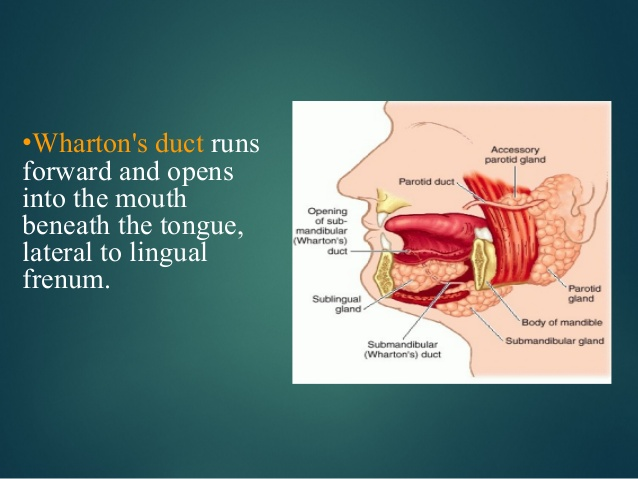 •Wharton's duct runs
forward and opens
into the mouth
beneath the tongue,
lateral to lingual
frenum.
Accessory
parotid gland
Parotid duct
Opening
of sub-
mandibular
(Wharton's)
duct
Sublingual
gland
Submandibular
(Wharton's) duct
Parotid
gland
Body of mandible
Submandibular gland